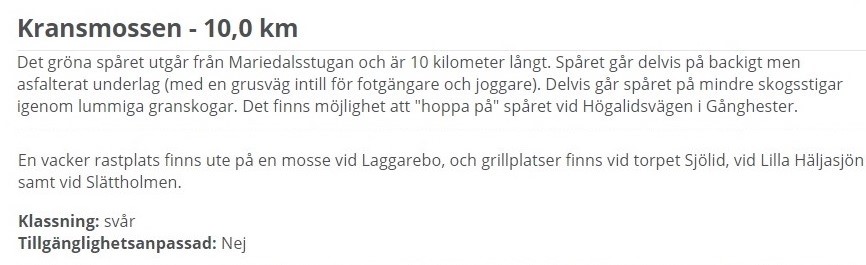 Kransmossen - 10,0 km
Det gröna spåret utgår från Mariedalsstugan och är 10 kilometer långt. Spåret går delvis på backigt men
asfalterat underlag (med en grusväg intill för fotgängare och joggare). Delvis går spåret på mindre skogsstigar
igenom lummiga granskogar. Det finns möjlighet att "hoppa på" spåret vid Högalidsvägen i Gånghester.
En vacker rastplats finns ute på en mosse vid Laggarebo, och grillplatser finns vid torpet Sjölid, vid Lilla Häljasjön
samt vid Slättholmen.
Klassning: svår
Tillgänglighetsanpassad: Nej